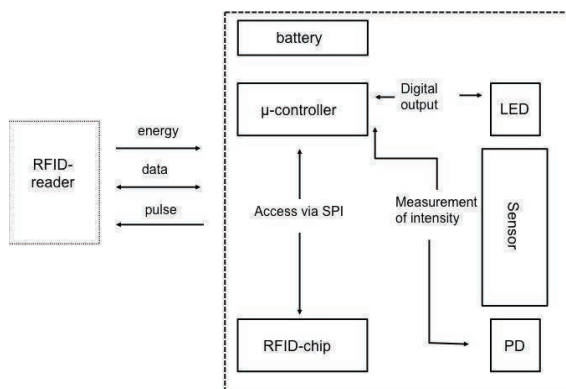 battery
μ-controller
Digital
output
LED
RFID-
reader
energy
data
pulse
Access via SPI
Measurement
of intensity
Sensor
RFID-chip
PD